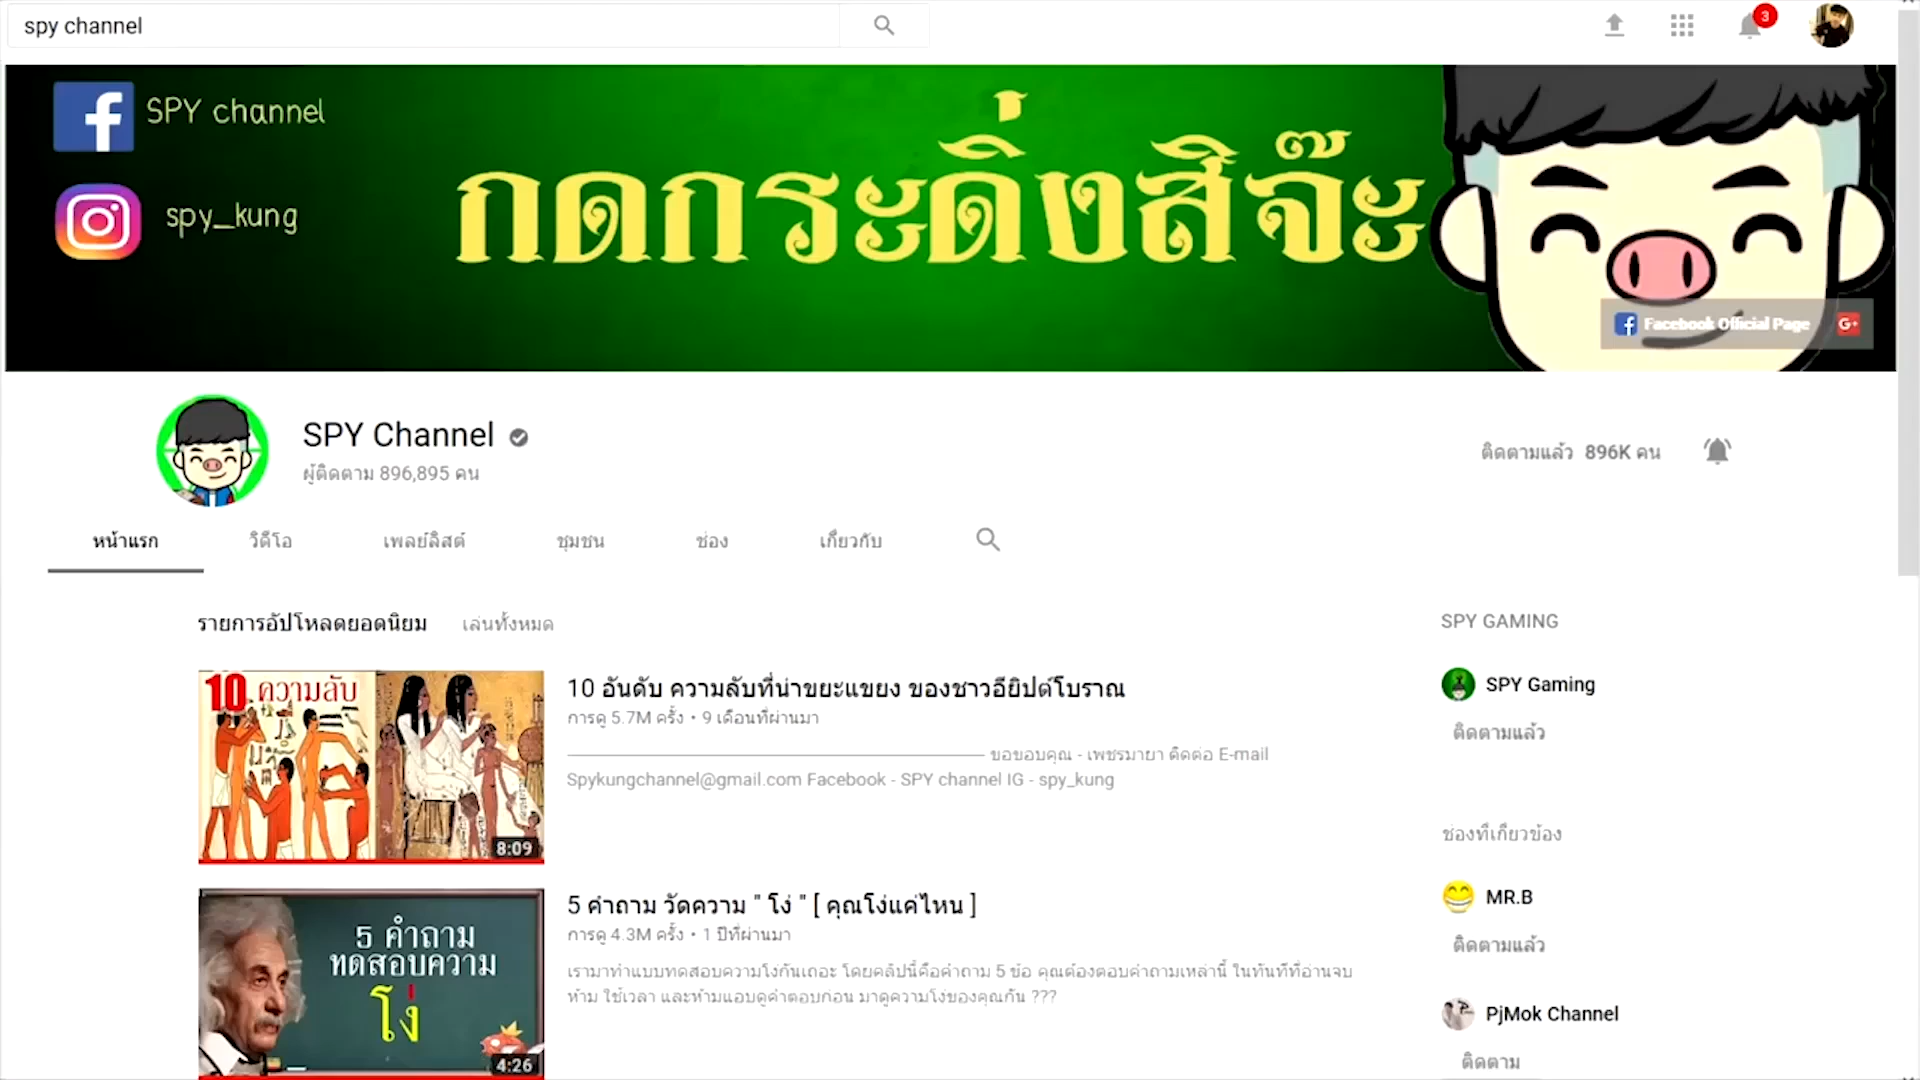 spy channel
3
SPY channel
spy_kung
กดกระดิ่งสิจ๊ะ
Facebook Official Page
G+
SPY Channel
ผู้ติดตาม 896,895 คน
ติดตามแล้ว 896K คน
หน้าแรก วิดีโอ เพลย์ลิสต์ ชุมชน ช่อง เกี่ยวกับ
รายการอัปโหลดยอดนิยม เล่นทั้งหมด
10 ความลับ
8:09
10 อันดับ ความลับที่น่าขยะแขยง ของชาวอียิปต์โบราณ
การดู 5.7M ครั้ง • 9 เดือนที่ผ่านมา
ขอขอบคุณ - เพชรมายา ติดต่อ E-mail
Spykungchannel@gmail.com Facebook - SPY channel IG - spy_kung
5 คำถาม
ทดสอบความ
โง่
4:26
5 คำถาม วัดความ " โง่ " [ คุณโง่แค่ไหน ]
การดู 4.3M ครั้ง • 1 ปีที่ผ่านมา
เรามาทำแบบทดสอบความโง่กันเถอะ โดยคลิปนี้คือคำถาม 5 ข้อ คุณต้องตอบคำถามเหล่านี้ ในทันทีที่อ่านจบ
ห้าม ใช้เวลา และห้ามแอบดูคำตอบก่อน มาดูความโง่ของคุณกัน ???
SPY GAMING
SPY Gaming
ติดตามแล้ว
ช่องที่เกี่ยวข้อง
MR.B
ติดตามแล้ว
PjMok Channel
ติดตาม